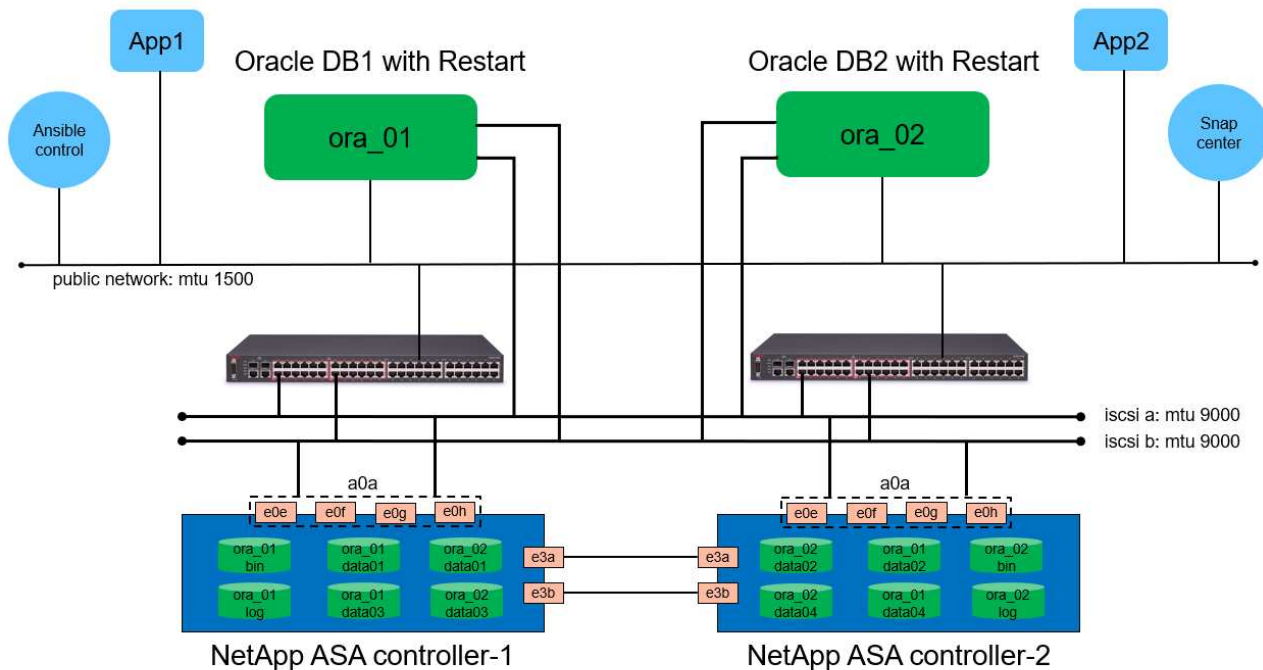 App1
App2
Oracle DB1 with Restart
Oracle DB2 with Restart
Ansible
control
ora_01
ora_02
Snap
center
public network: mtu 1500
iscsi a: mtu 9000
iscsi b: mtu 9000
a0a
a0a
e0e
e0f
e0g
e0h
e0e
e0f
e0g
e0h
ora_01
bin
ora_01
data01
ora_02
data01
e3a
e3a
ora_02
data02
ora_01
data02
ora_02
bin
ora_01
log
ora_01
data03
ora_02
data03
e3b
e3b
ora_02
data04
ora_01
data04
ora_02
log
NetApp ASA controller-1
NetApp ASA controller-2